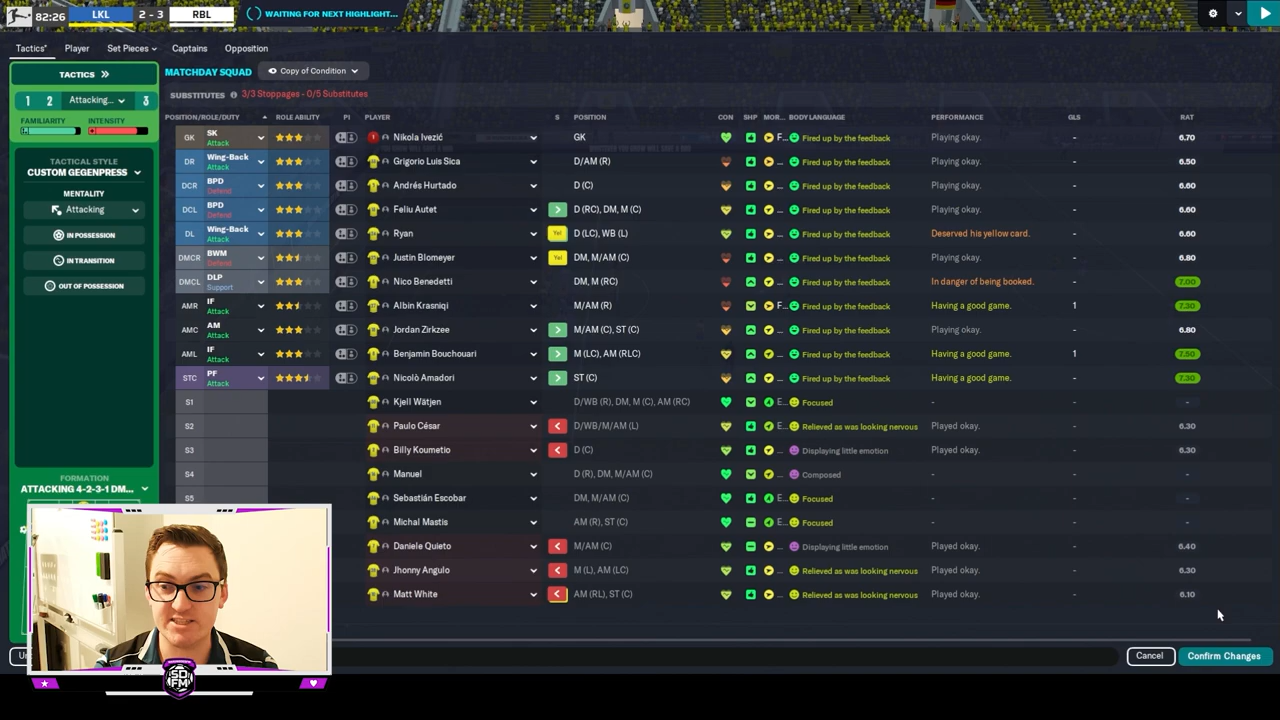 82:26 LKL 2 - 3 RBL WAITING FOR NEXT HIGHLIGHT...
Tactics* Player Set Pieces Captains Opposition
TACTICS
MATCHDAY SQUAD Copy of Condition
1 2 Attacking... 3
SUBSTITUTES 3/3 Stoppages - 0/5 Substitutes
FAMILIARITY INTENSITY
POSITION/ROLE/DUTY ROLE ABILITY PI PLAYER S POSITION CON SHP MOR... BODY LANGUAGE PERFORMANCE GLS RAT
GK SK Attack Nikola Ivezić GK F... Fired up by the feedback Playing okay. - 6.70
DR Wing-Back Attack Grigorio Luis Sica D/AM (R) Fired up by the feedback Playing okay. - 6.50
DCR BPD Defend Andrés Hurtado D (C) Fired up by the feedback Playing okay. - 6.60
DCL BPD Defend Feliu Autet D (RC), DM, M (C) Fired up by the feedback Playing okay. - 6.60
DL Wing-Back Attack Ryan Yel D (LC), WB (L) Fired up by the feedback Deserved his yellow card. - 6.60
DMCR BWM Defend Justin Blomeyer Yel DM, M/AM (C) Fired up by the feedback Playing okay. - 6.80
DMCL DLP Support Nico Benedetti DM, M (RC) Fired up by the feedback In danger of being booked. - 7.00
AMR IF Attack Albin Krasniqi M/AM (R) F... Fired up by the feedback Having a good game. 1 7.30
AMC AM Attack Jordan Zirkzee M/AM (C), ST (C) Fired up by the feedback Playing okay. - 6.80
AML IF Attack Benjamin Bouchouari M (LC), AM (RLC) Fired up by the feedback Having a good game. 1 7.50
STC PF Attack Nicolò Amadori ST (C) Fired up by the feedback Having a good game. - 7.30
S1 Kjell Wätjen D/WB (R), DM, M (C), AM (RC) E... Focused - - -
S2 Paulo César D/WB/M/AM (L) Relieved as was looking nervous Played okay. - 6.30
S3 Billy Koumetio D (C) Displaying little emotion Played okay. - 6.30
S4 Manuel D (R), DM, M/AM (C) Composed - - -
S5 Sebastián Escobar DM, M/AM (C) E... Focused - - -
Michal Mastis AM (R), ST (C) E... Focused - - -
Daniele Quieto M/AM (C) Displaying little emotion Played okay. - 6.40
Jhonny Angulo M (L), AM (LC) Relieved as was looking nervous Played okay. - 6.30
Matt White AM (RL), ST (C) Relieved as was looking nervous Played okay. - 6.10
TACTICAL STYLE
CUSTOM GEGENPRESS
MENTALITY
Attacking
IN POSSESSION
IN TRANSITION
OUT OF POSSESSION
FORMATION
ATTACKING 4-2-3-1 DM...
Cancel Confirm Changes
SD
FM